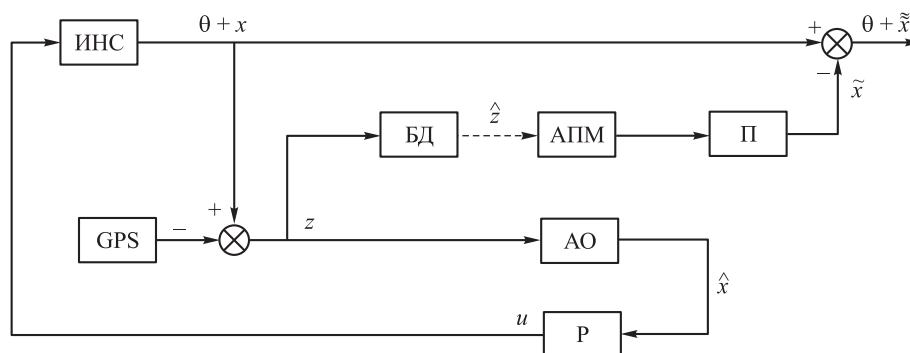 ИНС
θ + x
+
θ + x̃̃
−
x̃
БД
ẑ
АПМ
П
+
GPS
−
z
АО
x̂
u
Р